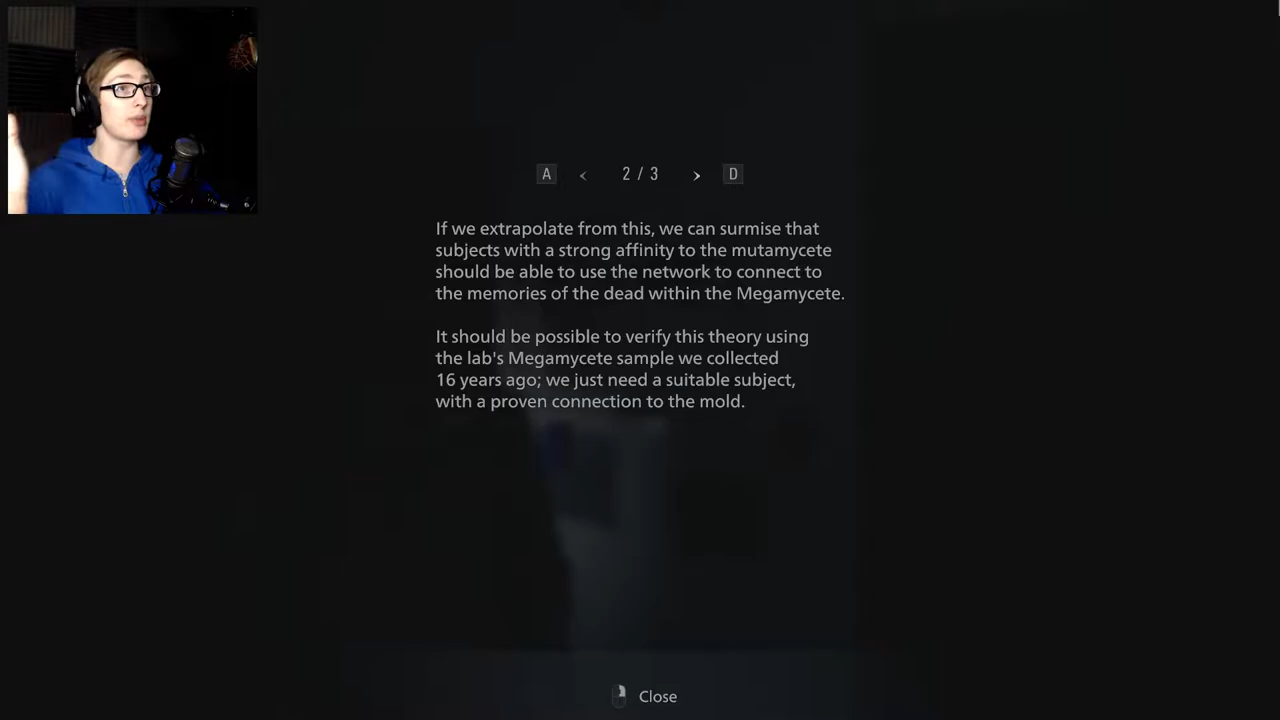 A < 2 / 3 > D
If we extrapolate from this, we can surmise that
subjects with a strong affinity to the mutamycete
should be able to use the network to connect to
the memories of the dead within the Megamycete.
It should be possible to verify this theory using
the lab's Megamycete sample we collected
16 years ago; we just need a suitable subject,
with a proven connection to the mold.
Close